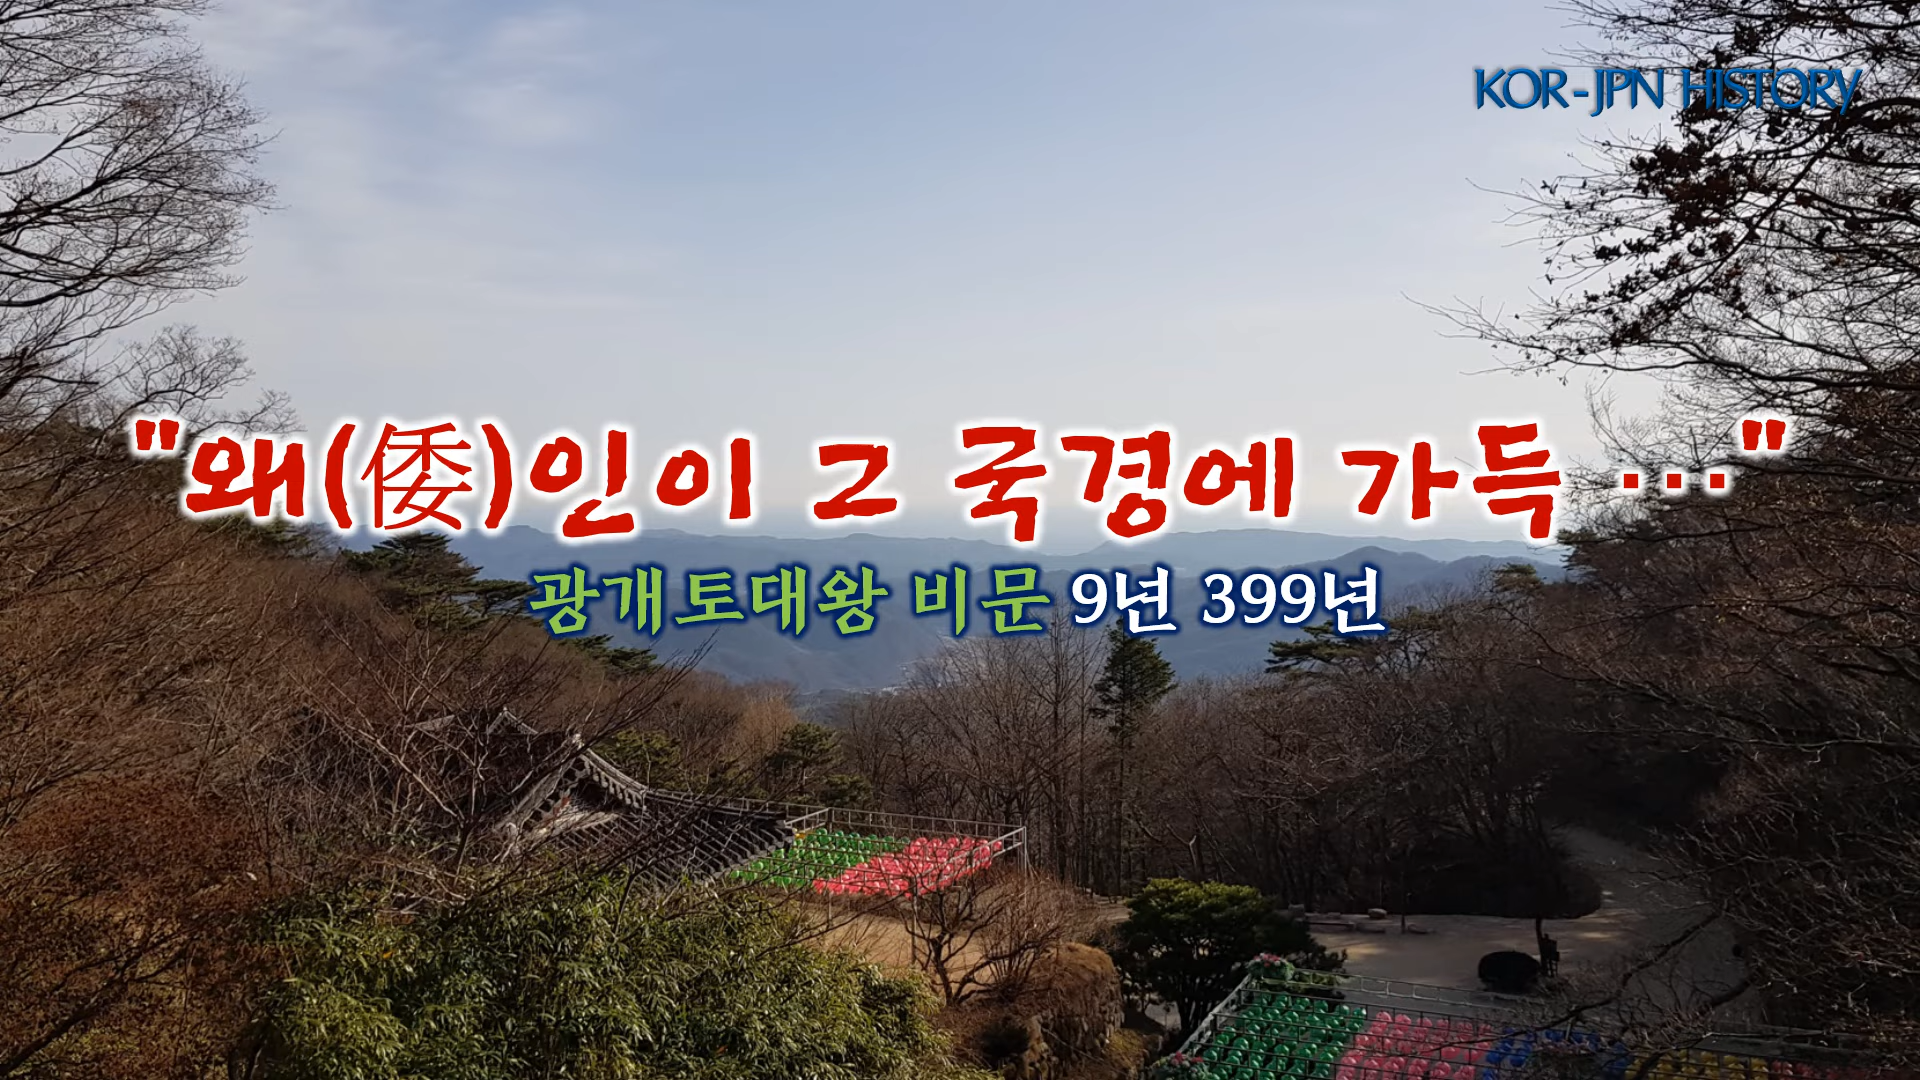 KOR-JPN HISTORY
"왜(倭)인이 그 국경에 가득 ···"
광개토대왕 비문 9년 399년